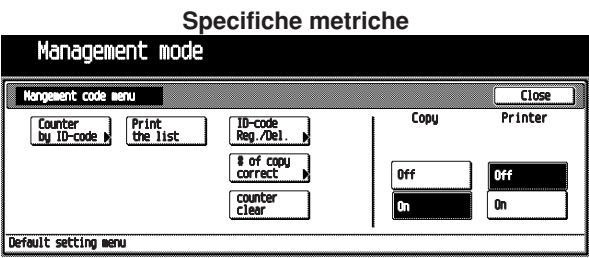 Specifiche metriche
Management mode
Mangement code menu
Close
Counter
by ID-code
Print
the list
ID-code
Reg./Del.
# of copy
correct
counter
clear
Copy
Printer
Off
On
Off
On
Default setting menu